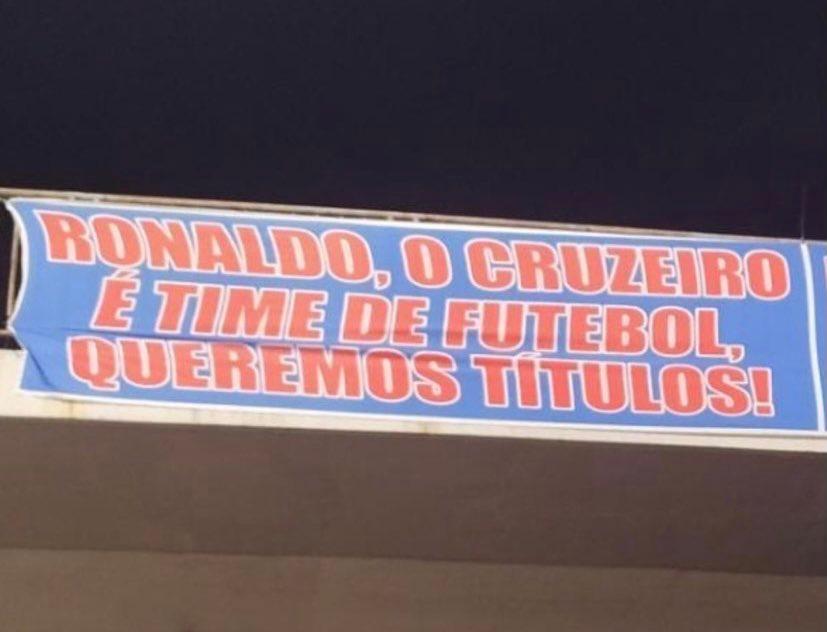 RONALDO, O CRUZEIRO
É TIME DE FUTEBOL,
QUEREMOS TÍTULOS!